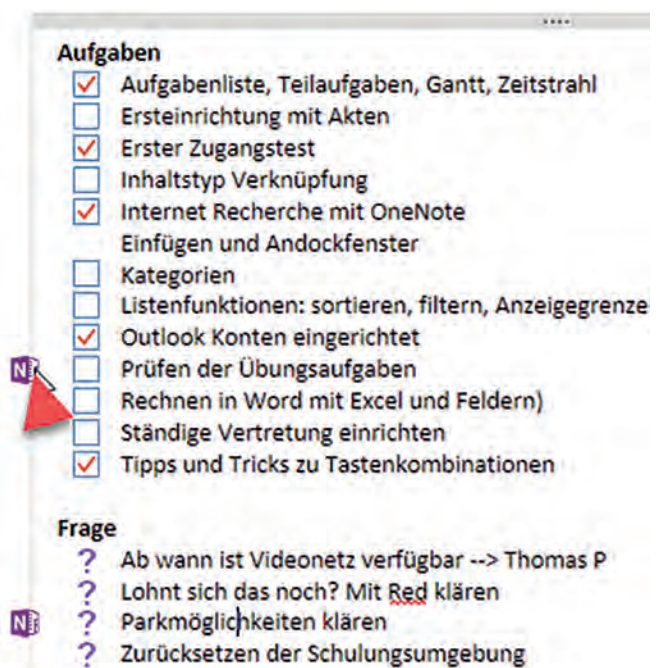 Aufgaben
Aufgabenliste, Teilaufgaben, Gantt, Zeitstrahl
Ersteinrichtung mit Akten
Erster Zugangstest
Inhaltstyp Verknüpfung
Internet Recherche mit OneNote
Einfügen und Andockfenster
Kategorien
Listenfunktionen: sortieren, filtern, Anzeigegrenze
Outlook Konten eingerichtet
N Prüfen der Übungsaufgaben
Rechnen in Word mit Excel und Feldern)
Ständige Vertretung einrichten
Tipps und Tricks zu Tastenkombinationen
Frage
? Ab wann ist Videonetz verfügbar --> Thomas P
? Lohnt sich das noch? Mit Red klären
N ? Parkmöglichkeiten klären
? Zurücksetzen der Schulungsumgebung